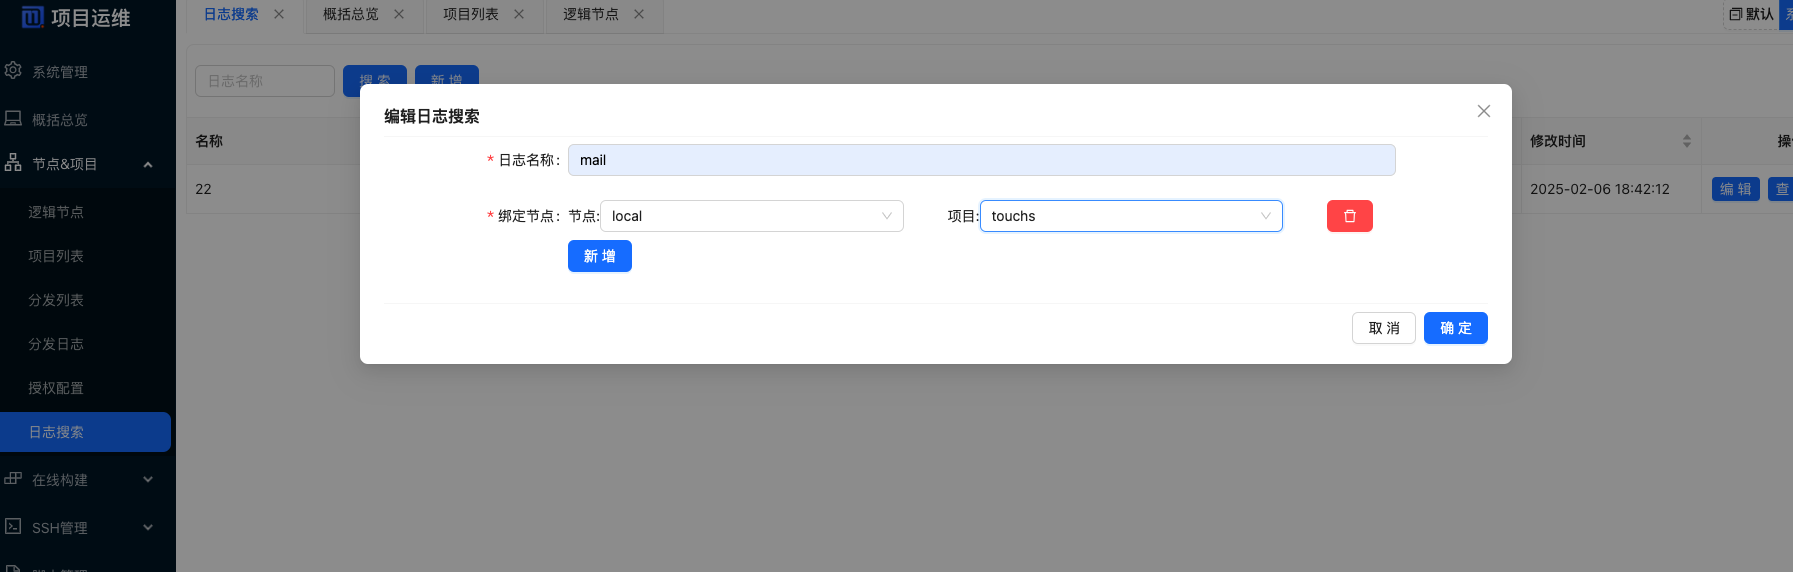 项目运维
日志搜索 概括总览 项目列表 逻辑节点 默认
系统管理
概括总览
节点&项目
逻辑节点
项目列表
分发列表
分发日志
授权配置
日志搜索
在线构建
SSH管理
日志名称 搜 索 新 增
名称 修改时间
22 2025-02-06 18:42:12 编 辑 查
编辑日志搜索
* 日志名称: mail
* 绑定节点: 节点: local 项目: touchs
新 增
取 消 确 定